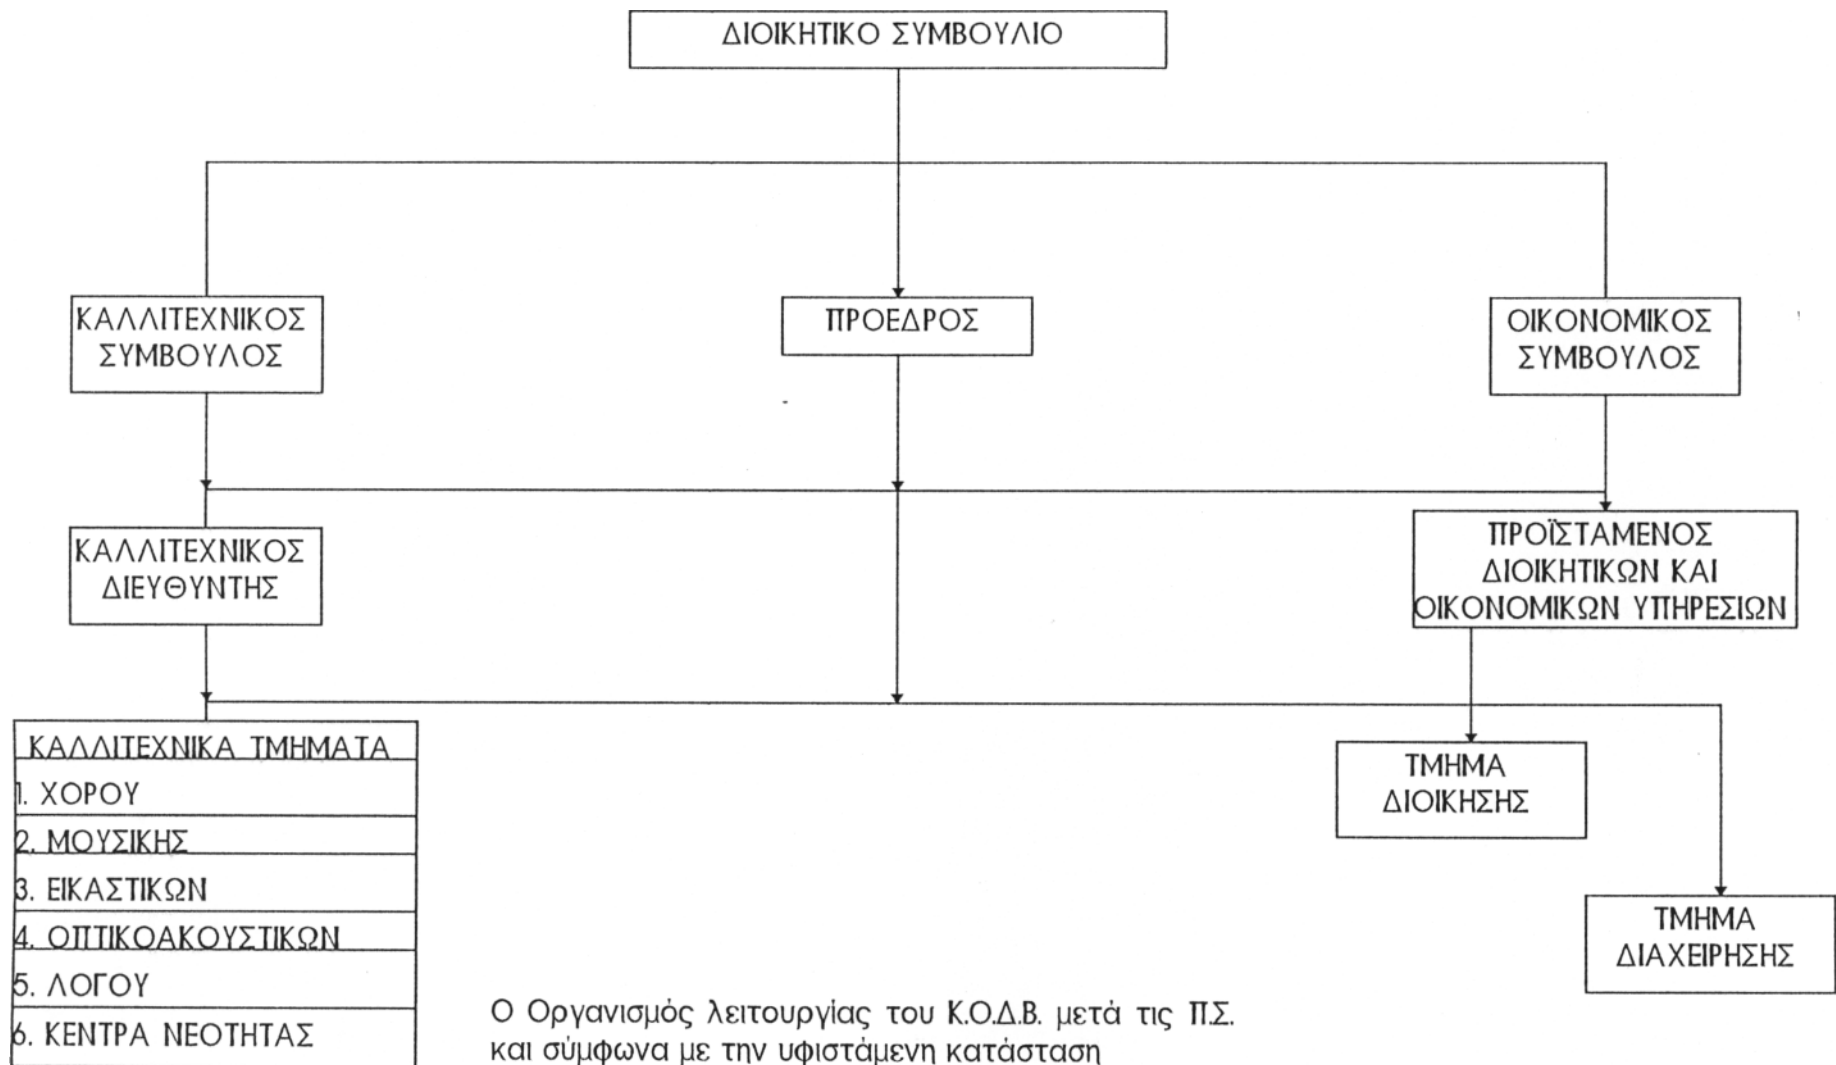 ΔΙΟΙΚΗΤΙΚΟ ΣΥΜΒΟΥΛΙΟ
ΚΑΛΛΙΤΕΧΝΙΚΟΣ
ΣΥΜΒΟΥΛΟΣ
ΠΡΟΕΔΡΟΣ
ΟΙΚΟΝΟΜΙΚΟΣ
ΣΥΜΒΟΥΛΟΣ
ΚΑΛΛΙΤΕΧΝΙΚΟΣ
ΔΙΕΥΘΥΝΤΗΣ
ΠΡΟΪΣΤΑΜΕΝΟΣ
ΔΙΟΙΚΗΤΙΚΩΝ ΚΑΙ
ΟΙΚΟΝΟΜΙΚΩΝ ΥΠΗΡΕΣΙΩΝ
ΚΑΛΛΙΤΕΧΝΙΚΑ ΤΜΗΜΑΤΑ
1. ΧΟΡΟΥ
2. ΜΟΥΣΙΚΗΣ
3. ΕΙΚΑΣΤΙΚΩΝ
4. ΟΠΤΙΚΟΑΚΟΥΣΤΙΚΩΝ
5. ΛΟΓΟΥ
6. ΚΕΝΤΡΑ ΝΕΟΤΗΤΑΣ
ΤΜΗΜΑ
ΔΙΟΙΚΗΣΗΣ
ΤΜΗΜΑ
ΔΙΑΧΕΙΡΗΣΗΣ
Ο Οργανισμός λειτουργίας του Κ.Ο.Δ.Β. μετά τις Π.Σ.
και σύμφωνα με την υφιστάμενη κατάσταση